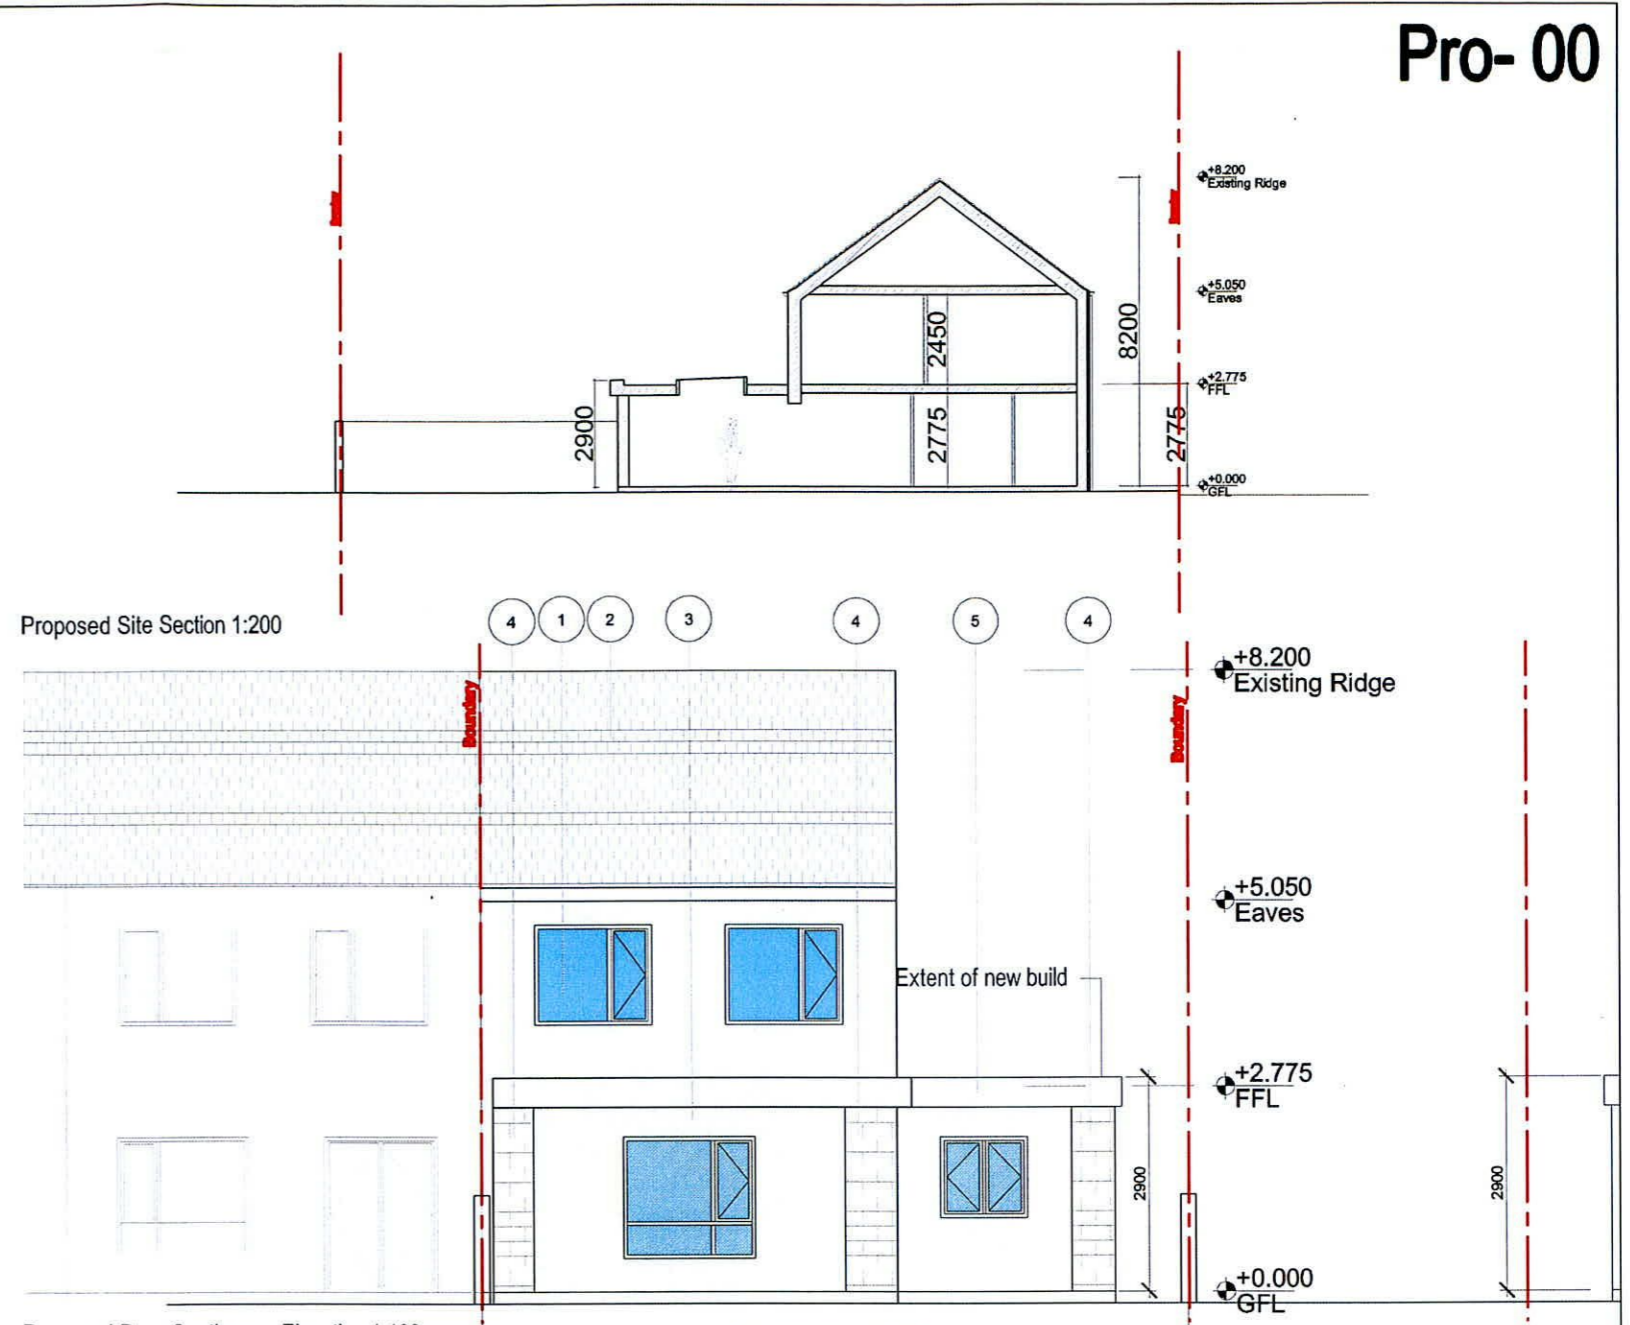 Pro- 00
+8.200
Existing Ridge
+5.050
Eaves
8200
2450
+2.775
FFL
2900
2775
2775
+0.000
GFL
Proposed Site Section 1:200
4
1
2
3
4
5
4
+8.200
Existing Ridge
Boundary
Boundary
+5.050
Eaves
Extent of new build
+2.775
FFL
2900
2900
+0.000
GFL